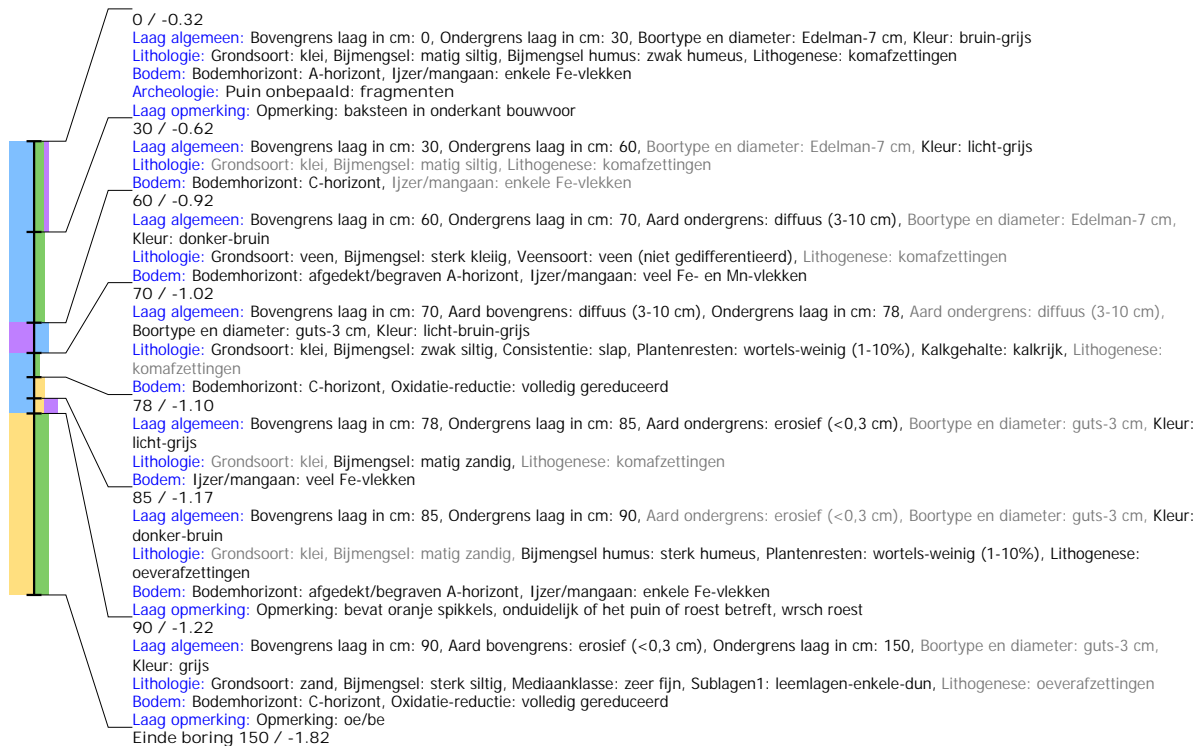 0 / -0.32
Laag algemeen: Bovengrens laag in cm: 0, Ondergrens laag in cm: 30, Boortype en diameter: Edelman-7 cm, Kleur: bruin-grijs
Lithologie: Grondsoort: klei, Bijmengsel: matig siltig, Bijmengsel humus: zwak humeus, Lithogenese: komafzettingen
Bodem: Bodemhorizont: A-horizont, Ijzer/mangaan: enkele Fe-vlekken
Archeologie: Puin onbepaald: fragmenten
Laag opmerking: Opmerking: baksteen in onderkant bouwvoor
30 / -0.62
Laag algemeen: Bovengrens laag in cm: 30, Ondergrens laag in cm: 60, Boortype en diameter: Edelman-7 cm, Kleur: licht-grijs
Lithologie: Grondsoort: klei, Bijmengsel: matig siltig, Lithogenese: komafzettingen
Bodem: Bodemhorizont: C-horizont, Ijzer/mangaan: enkele Fe-vlekken
60 / -0.92
Laag algemeen: Bovengrens laag in cm: 60, Ondergrens laag in cm: 70, Aard ondergrens: diffuus (3-10 cm), Boortype en diameter: Edelman-7 cm,
Kleur: donker-bruin
Lithologie: Grondsoort: veen, Bijmengsel: sterk kleiig, Veensoort: veen (niet gedifferentieerd), Lithogenese: komafzettingen
Bodem: Bodemhorizont: afgedekt/begraven A-horizont, Ijzer/mangaan: veel Fe- en Mn-vlekken
70 / -1.02
Laag algemeen: Bovengrens laag in cm: 70, Aard bovengrens: diffuus (3-10 cm), Ondergrens laag in cm: 78, Aard ondergrens: diffuus (3-10 cm),
Boortype en diameter: guts-3 cm, Kleur: licht-bruin-grijs
Lithologie: Grondsoort: klei, Bijmengsel: zwak siltig, Consistentie: slap, Plantenresten: wortels-weinig (1-10%), Kalkgehalte: kalkrijk, Lithogenese:
komafzettingen
Bodem: Bodemhorizont: C-horizont, Oxidatie-reductie: volledig gereduceerd
78 / -1.10
Laag algemeen: Bovengrens laag in cm: 78, Ondergrens laag in cm: 85, Aard ondergrens: erosief (<0,3 cm), Boortype en diameter: guts-3 cm, Kleur:
licht-grijs
Lithologie: Grondsoort: klei, Bijmengsel: matig zandig, Lithogenese: komafzettingen
Bodem: Ijzer/mangaan: veel Fe-vlekken
85 / -1.17
Laag algemeen: Bovengrens laag in cm: 85, Ondergrens laag in cm: 90, Aard ondergrens: erosief (<0,3 cm), Boortype en diameter: guts-3 cm, Kleur:
donker-bruin
Lithologie: Grondsoort: klei, Bijmengsel: matig zandig, Bijmengsel humus: sterk humeus, Plantenresten: wortels-weinig (1-10%), Lithogenese:
oeverafzettingen
Bodem: Bodemhorizont: afgedekt/begraven A-horizont, Ijzer/mangaan: enkele Fe-vlekken
Laag opmerking: Opmerking: bevat oranje spikkels, onduidelijk of het puin of roest betreft, wrsch roest
90 / -1.22
Laag algemeen: Bovengrens laag in cm: 90, Aard bovengrens: erosief (<0,3 cm), Ondergrens laag in cm: 150, Boortype en diameter: guts-3 cm,
Kleur: grijs
Lithologie: Grondsoort: zand, Bijmengsel: sterk siltig, Mediaanklasse: zeer fijn, Sublagen1: leemlagen-enkele-dun, Lithogenese: oeverafzettingen
Bodem: Bodemhorizont: C-horizont, Oxidatie-reductie: volledig gereduceerd
Laag opmerking: Opmerking: oe/be
Einde boring 150 / -1.82